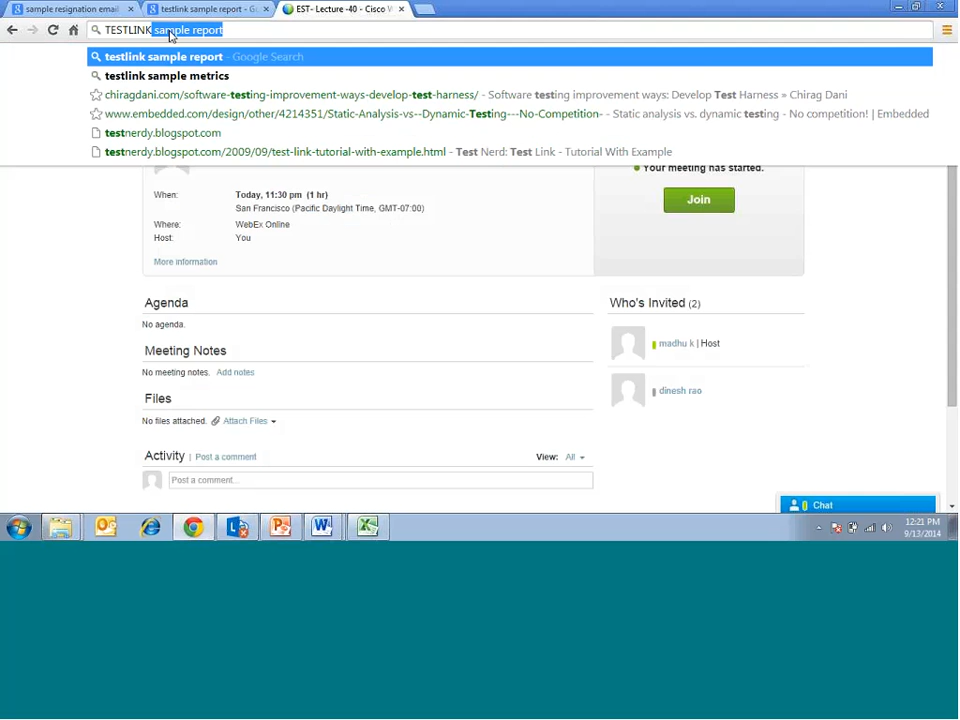 sample resignation email
testlink sample report - Go
EST- Lecture -40 - Cisco W
TESTLINK sample report
testlink sample report - Google Search
testlink sample metrics
chiragdani.com/software-testing-improvement-ways-develop-test-harness/ - Software testing improvement ways: Develop Test Harness » Chirag Dani
www.embedded.com/design/other/4214351/Static-Analysis-vs--Dynamic-Testing---No-Competition- - Static analysis vs. dynamic testing - No competition! | Embedded
testnerdy.blogspot.com
testnerdy.blogspot.com/2009/09/test-link-tutorial-with-example.html - Test Nerd: Test Link - Tutorial With Example
Your meeting has started.
When:
Today, 11:30 pm (1 hr)
San Francisco (Pacific Daylight Time, GMT-07:00)
Join
Where:
WebEx Online
Host:
You
More information
Agenda
Who's Invited (2)
No agenda.
madhu k | Host
Meeting Notes
No meeting notes. Add notes
dinesh rao
Files
No files attached. Attach Files
Activity | Post a comment
View: All
Post a comment...
Chat
12:21 PM
9/13/2014